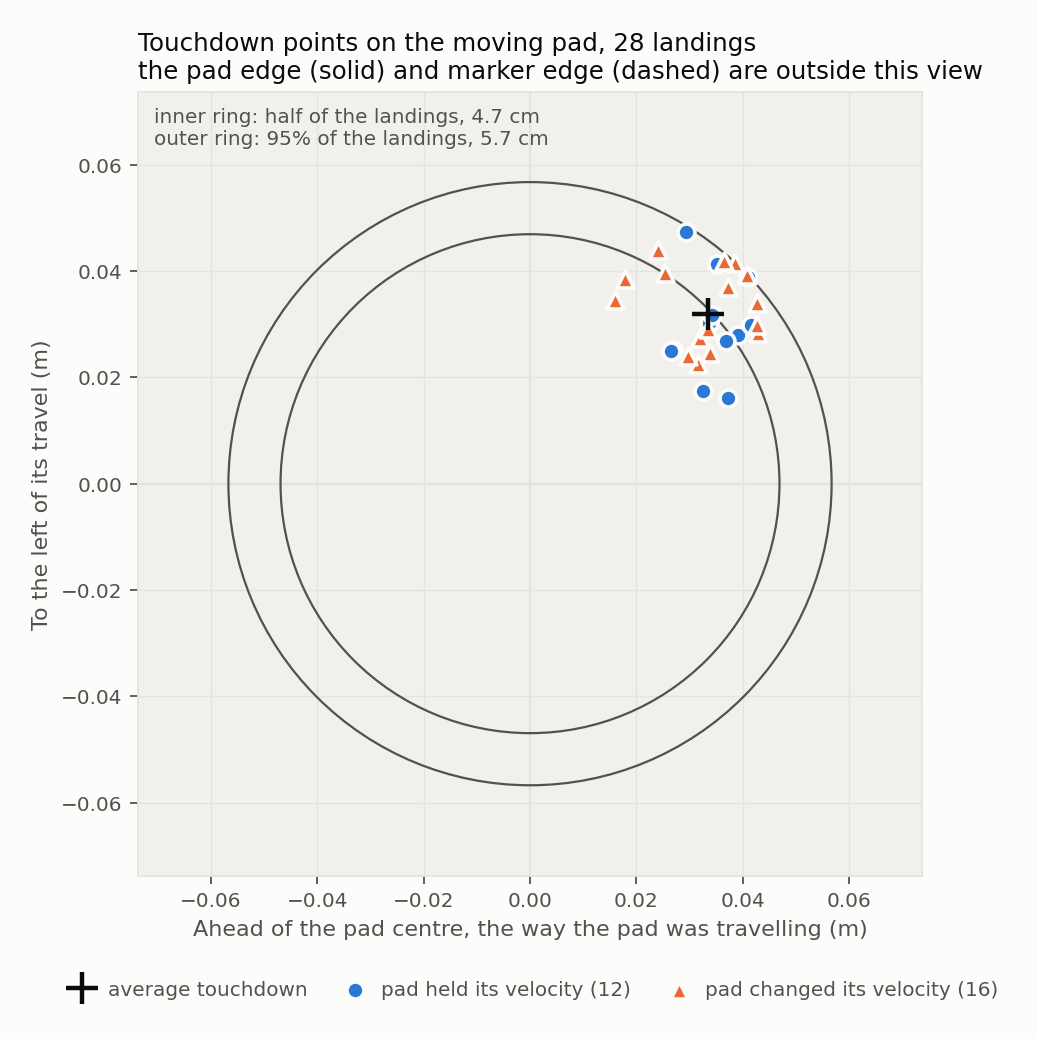 Touchdown points on the moving pad, 28 landings
the pad edge (solid) and marker edge (dashed) are outside this view
inner ring: half of the landings, 4.7 cm
outer ring: 95% of the landings, 5.7 cm
To the left of its travel (m)
0.06
0.04
0.02
0.00
−0.02
−0.04
−0.06
−0.06 −0.04 −0.02 0.00 0.02 0.04 0.06
Ahead of the pad centre, the way the pad was travelling (m)
average touchdown pad held its velocity (12) pad changed its velocity (16)